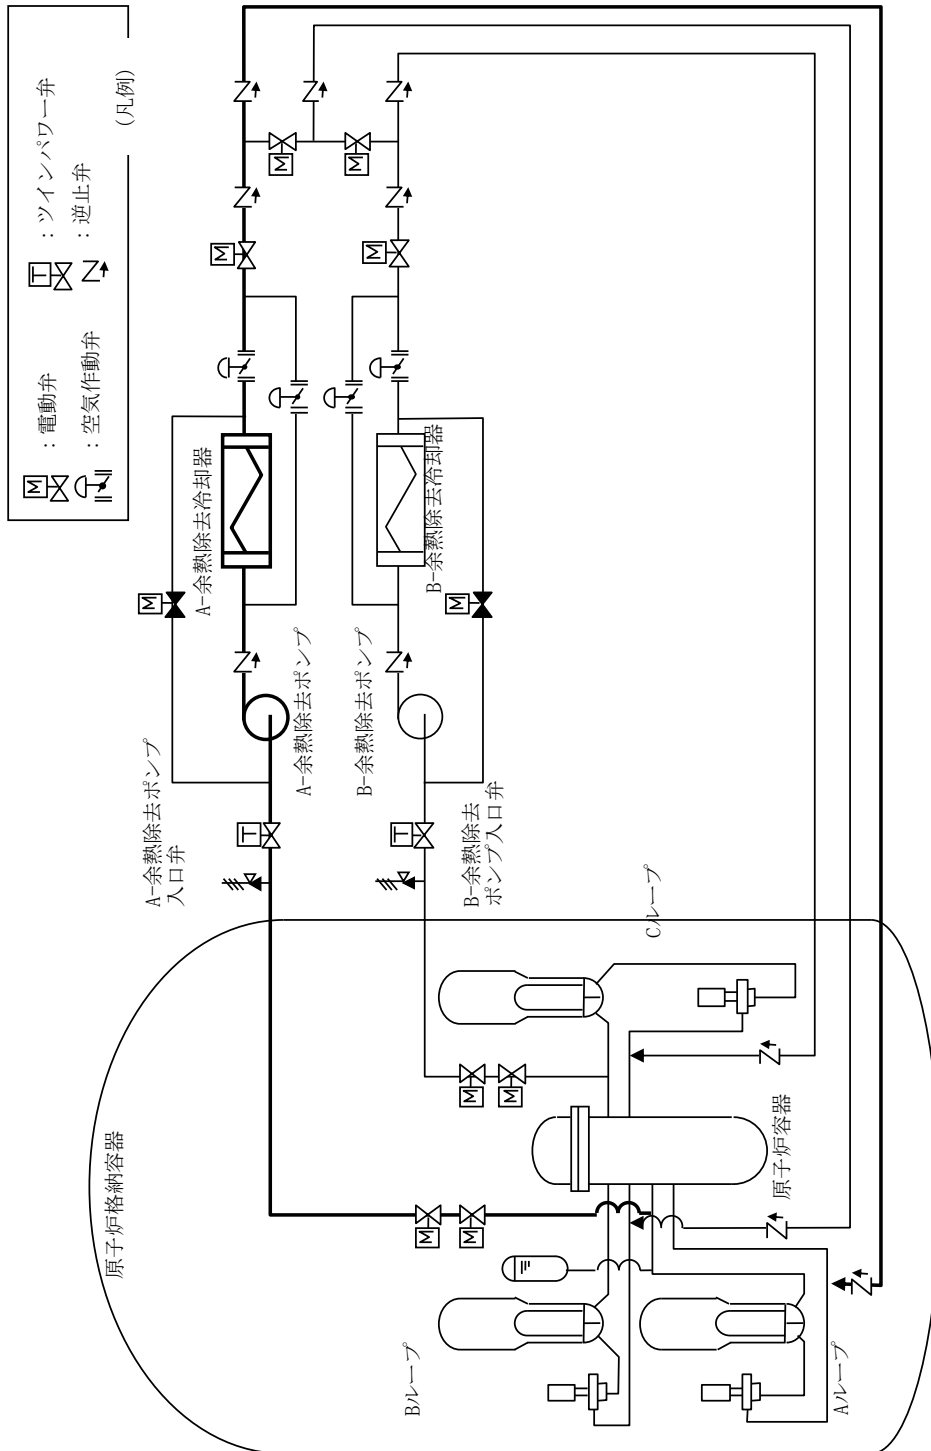 (凡例)
M
：電動弁
T
：ツインパワー弁
：空気作動弁
：逆止弁
原子炉格納容器
A-余熱除去ポンプ
入口弁
A-余熱除去冷却器
A-余熱除去ポンプ
B-余熱除去ポンプ
B-余熱除去冷却器
B-余熱除去
ポンプ入口弁
Cループ
Bループ
Aループ
原子炉容器
T
T
M
M
M
M
M
M
M
M
M
M